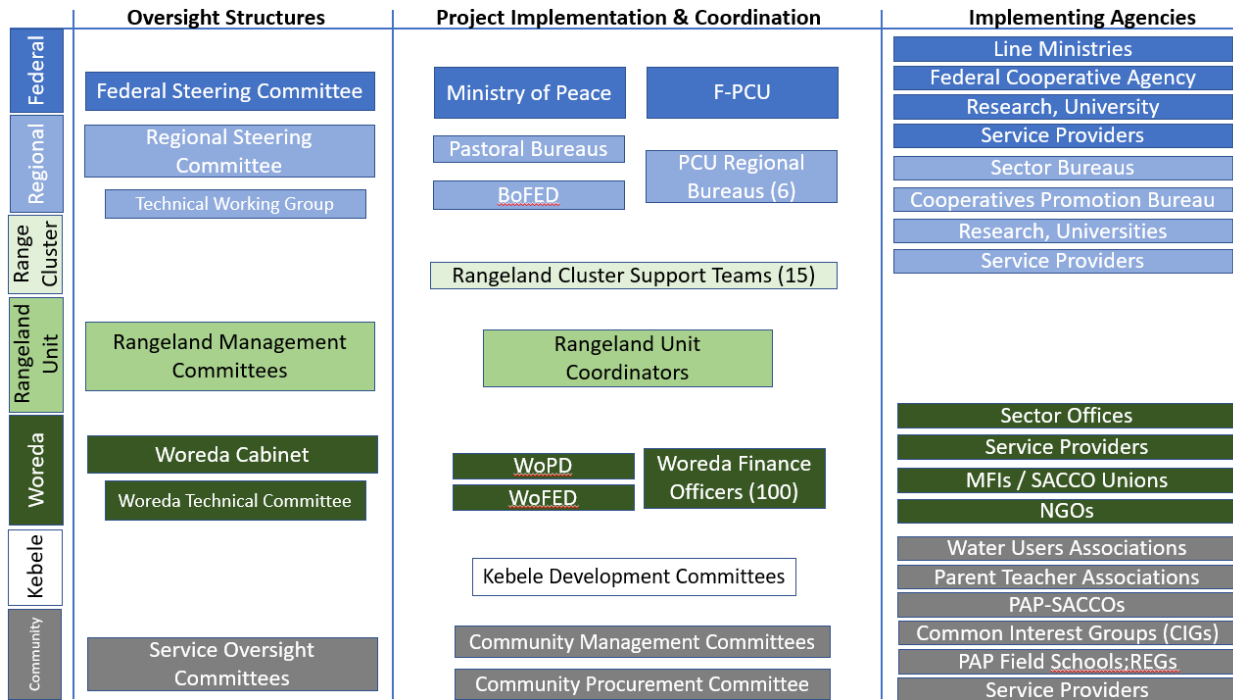 Oversight Structures
Project Implementation & Coordination
Implementing Agencies
Federal
Federal Steering Committee
Ministry of Peace
F-PCU
Line Ministries
Federal Cooperative Agency
Research, University
Service Providers
Regional
Regional Steering
Committee
Technical Working Group
Pastoral Bureaus
BoFED
PCU Regional
Bureaus (6)
Sector Bureaus
Cooperatives Promotion Bureau
Research, Universities
Service Providers
Range
Cluster
Rangeland Cluster Support Teams (15)
Rangeland
Unit
Rangeland Management
Committees
Rangeland Unit
Coordinators
Woreda
Woreda Cabinet
Woreda Technical Committee
WoPD
WoFED
Woreda Finance
Officers (100)
Sector Offices
Service Providers
MFIs / SACCO Unions
NGOs
Kebele
Kebele Development Committees
Water Users Associations
Parent Teacher Associations
PAP-SACCOs
Common Interest Groups (CIGs)
PAP Field Schools;REGs
Service Providers
Community
Service Oversight
Committees
Community Management Committees
Community Procurement Committee